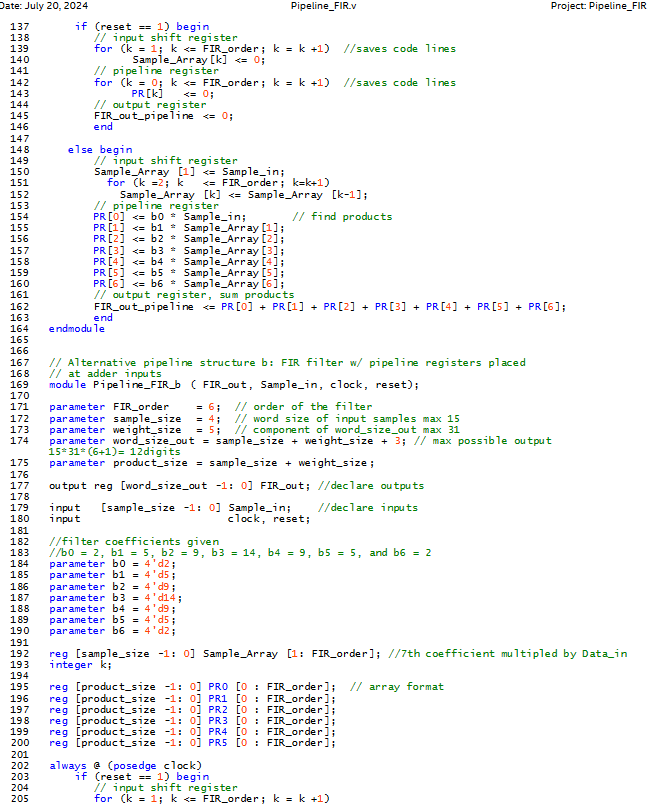 Date: July 20, 2024 Pipeline_FIR.v Project: Pipeline_FIR
137 if (reset == 1) begin
138 // input shift register
139 for (k = 1; k <= FIR_order; k = k +1) //saves code lines
140 Sample_Array[k] <= 0;
141 // pipeline register
142 for (k = 0; k <= FIR_order; k = k +1) //saves code lines
143 PR[k] <= 0;
144 // output register
145 FIR_out_pipeline <= 0;
146 end
147
148 else begin
149 // input shift register
150 Sample_Array [1] <= Sample_in;
151 for (k =2; k <= FIR_order; k=k+1)
152 Sample_Array [k] <= Sample_Array [k-1];
153 // pipeline register
154 PR[0] <= b0 * Sample_in; // find products
155 PR[1] <= b1 * Sample_Array[1];
156 PR[2] <= b2 * Sample_Array[2];
157 PR[3] <= b3 * Sample_Array[3];
158 PR[4] <= b4 * Sample_Array[4];
159 PR[5] <= b5 * Sample_Array[5];
160 PR[6] <= b6 * Sample_Array[6];
161 // output register, sum products
162 FIR_out_pipeline <= PR[0] + PR[1] + PR[2] + PR[3] + PR[4] + PR[5] + PR[6];
163 end
164 endmodule
165
166
167 // Alternative pipeline structure b: FIR filter w/ pipeline registers placed
168 // at adder inputs
169 module Pipeline_FIR_b ( FIR_out, Sample_in, clock, reset);
170
171 parameter FIR_order = 6; // order of the filter
172 parameter sample_size = 4; // word size of input samples max 15
173 parameter weight_size = 5; // component of word_size_out max 31
174 parameter word_size_out = sample_size + weight_size + 3; // max possible output
15*31*(6+1)= 12digits
175 parameter product_size = sample_size + weight_size;
176
177 output reg [word_size_out -1: 0] FIR_out; //declare outputs
178
179 input [sample_size -1: 0] Sample_in; //declare inputs
180 input clock, reset;
181
182 //filter coefficients given
183 //b0 = 2, b1 = 5, b2 = 9, b3 = 14, b4 = 9, b5 = 5, and b6 = 2
184 parameter b0 = 4'd2;
185 parameter b1 = 4'd5;
186 parameter b2 = 4'd9;
187 parameter b3 = 4'd14;
188 parameter b4 = 4'd9;
189 parameter b5 = 4'd5;
190 parameter b6 = 4'd2;
191
192 reg [sample_size -1: 0] Sample_Array [1: FIR_order]; //7th coefficient multipled by Data_in
193 integer k;
194
195 reg [product_size -1: 0] PR0 [0 : FIR_order]; // array format
196 reg [product_size -1: 0] PR1 [0 : FIR_order];
197 reg [product_size -1: 0] PR2 [0 : FIR_order];
198 reg [product_size -1: 0] PR3 [0 : FIR_order];
199 reg [product_size -1: 0] PR4 [0 : FIR_order];
200 reg [product_size -1: 0] PR5 [0 : FIR_order];
201
202 always @ (posedge clock)
203 if (reset == 1) begin
204 // input shift register
205 for (k = 1; k <= FIR_order; k = k +1)